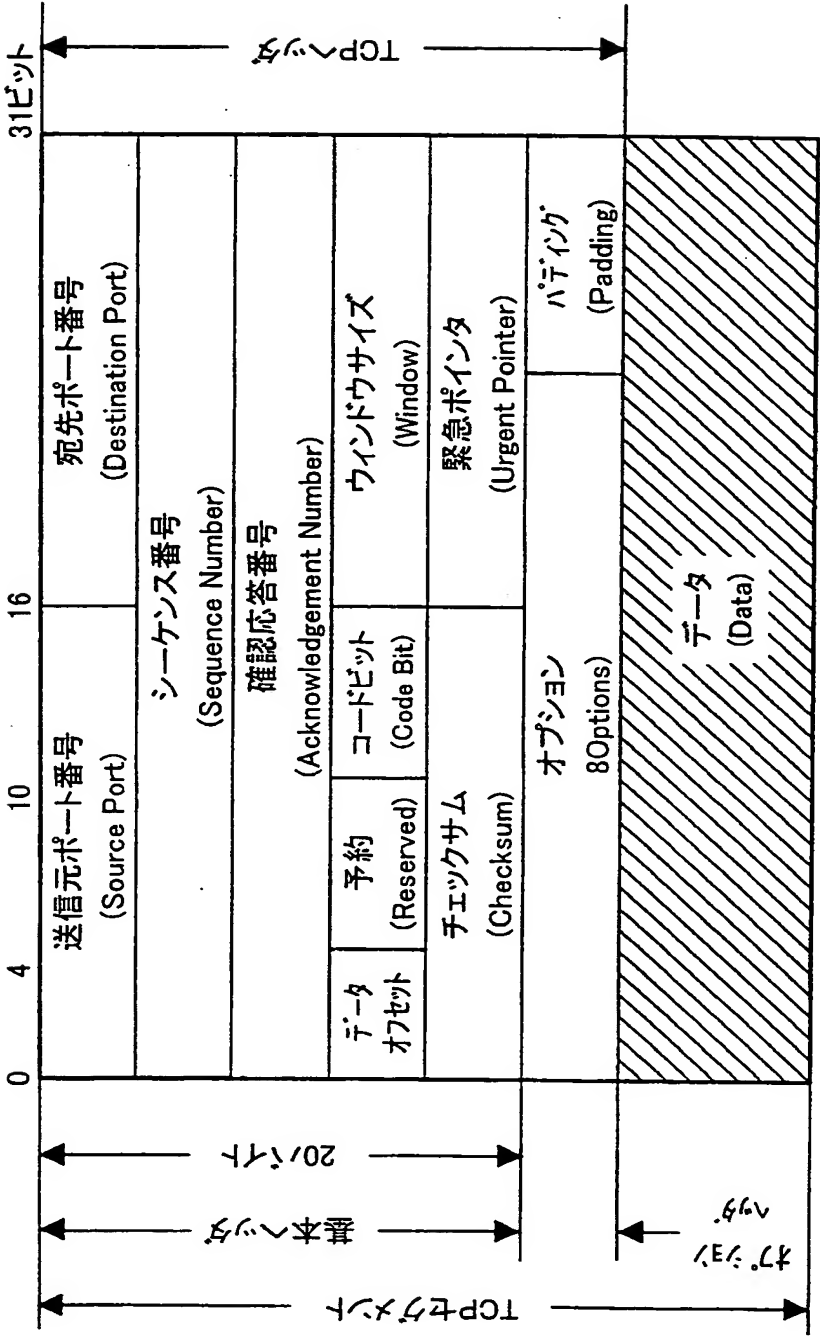 0 4 10 16 31ビット
送信元ポート番号
(Source Port)
宛先ポート番号
(Destination Port)
シーケンス番号
(Sequence Number)
確認応答番号
(Acknowledgement Number)
データ
オフセット
予約
(Reserved)
コードビット
(Code Bit)
ウィンドウサイズ
(Window)
チェックサム
(Checksum)
緊急ポインタ
(Urgent Pointer)
オプション
8Options)
パディング
(Padding)
データ
(Data)
TCPヘッダ
20バイト
基本ヘッダ
オプション
ヘッダ
TCPセグメント